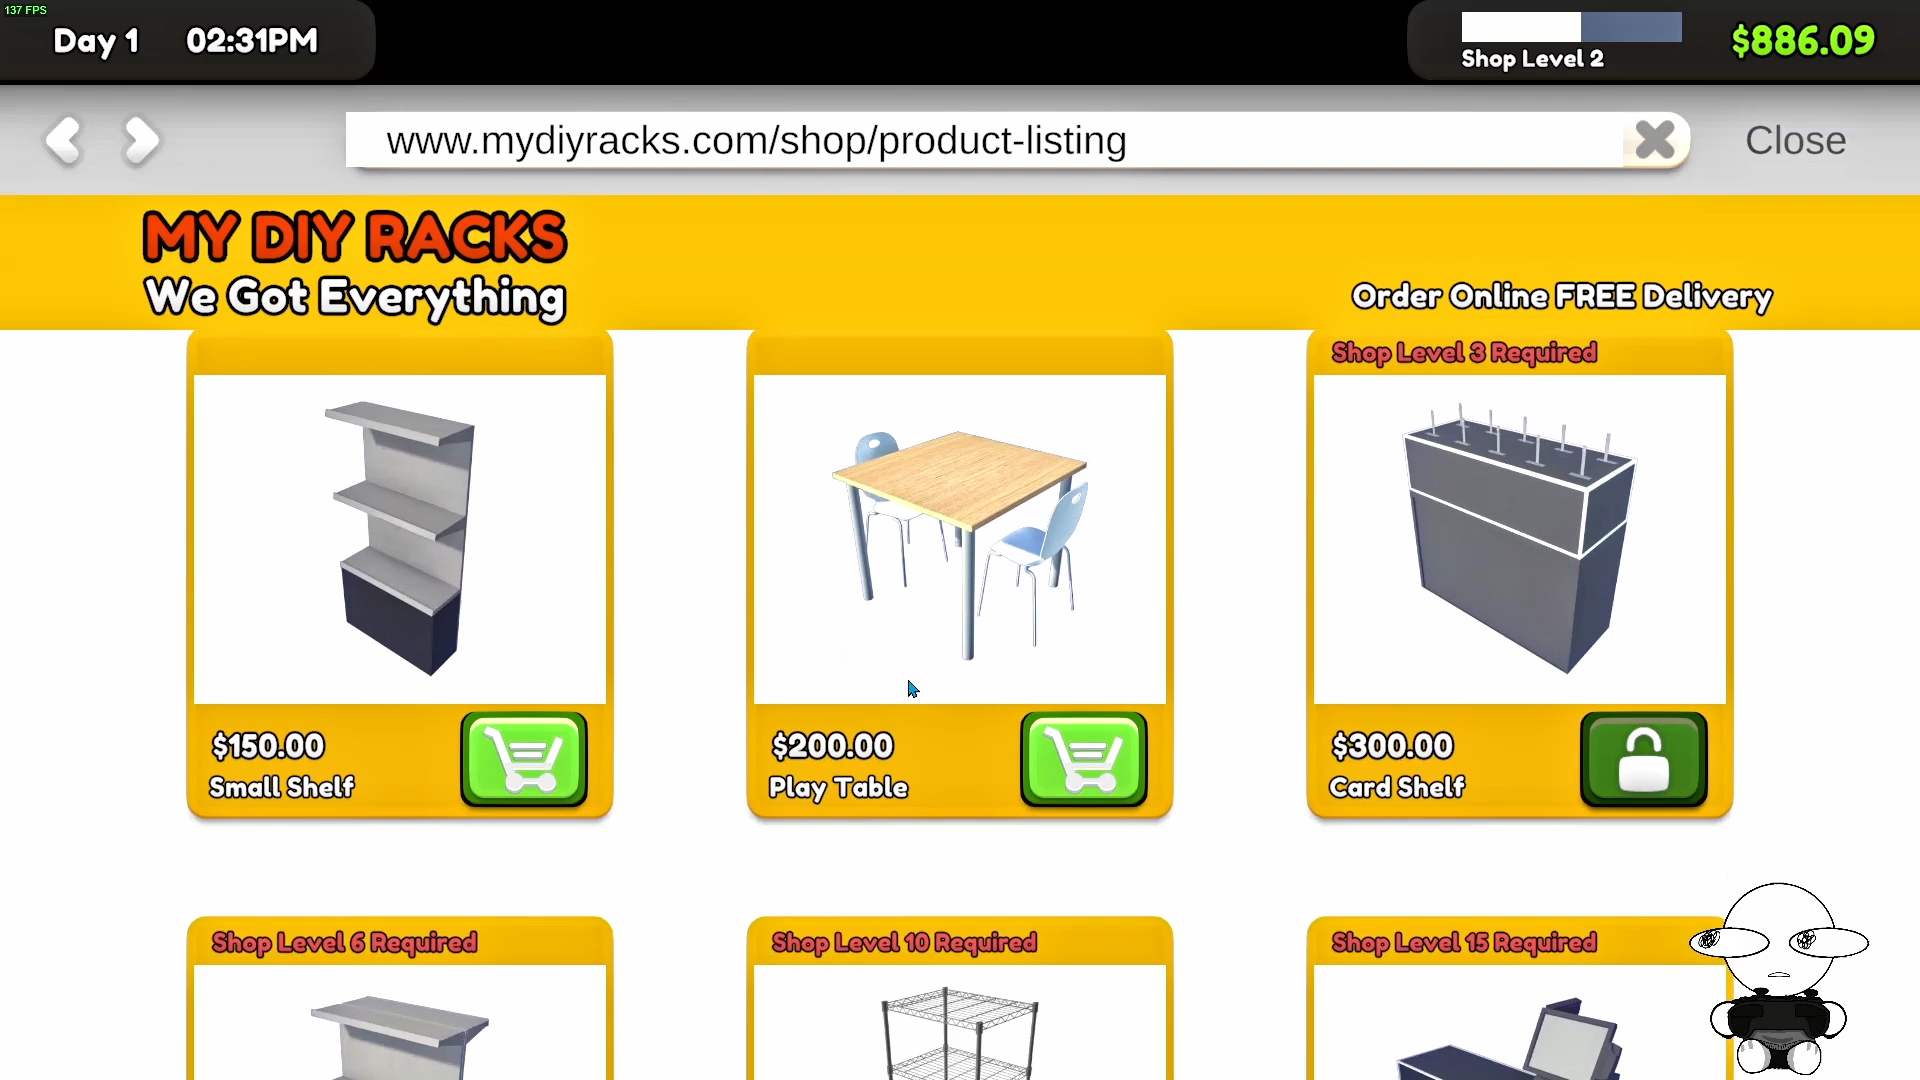 137 FPS
Day 1 02:31PM
Shop Level 2
$886.09
www.mydiyracks.com/shop/product-listing
Close
MY DIY RACKS
We Got Everything
Order Online FREE Delivery
Shop Level 3 Required
$150.00
Small Shelf
$200.00
Play Table
$300.00
Card Shelf
Shop Level 6 Required
Shop Level 10 Required
Shop Level 15 Required